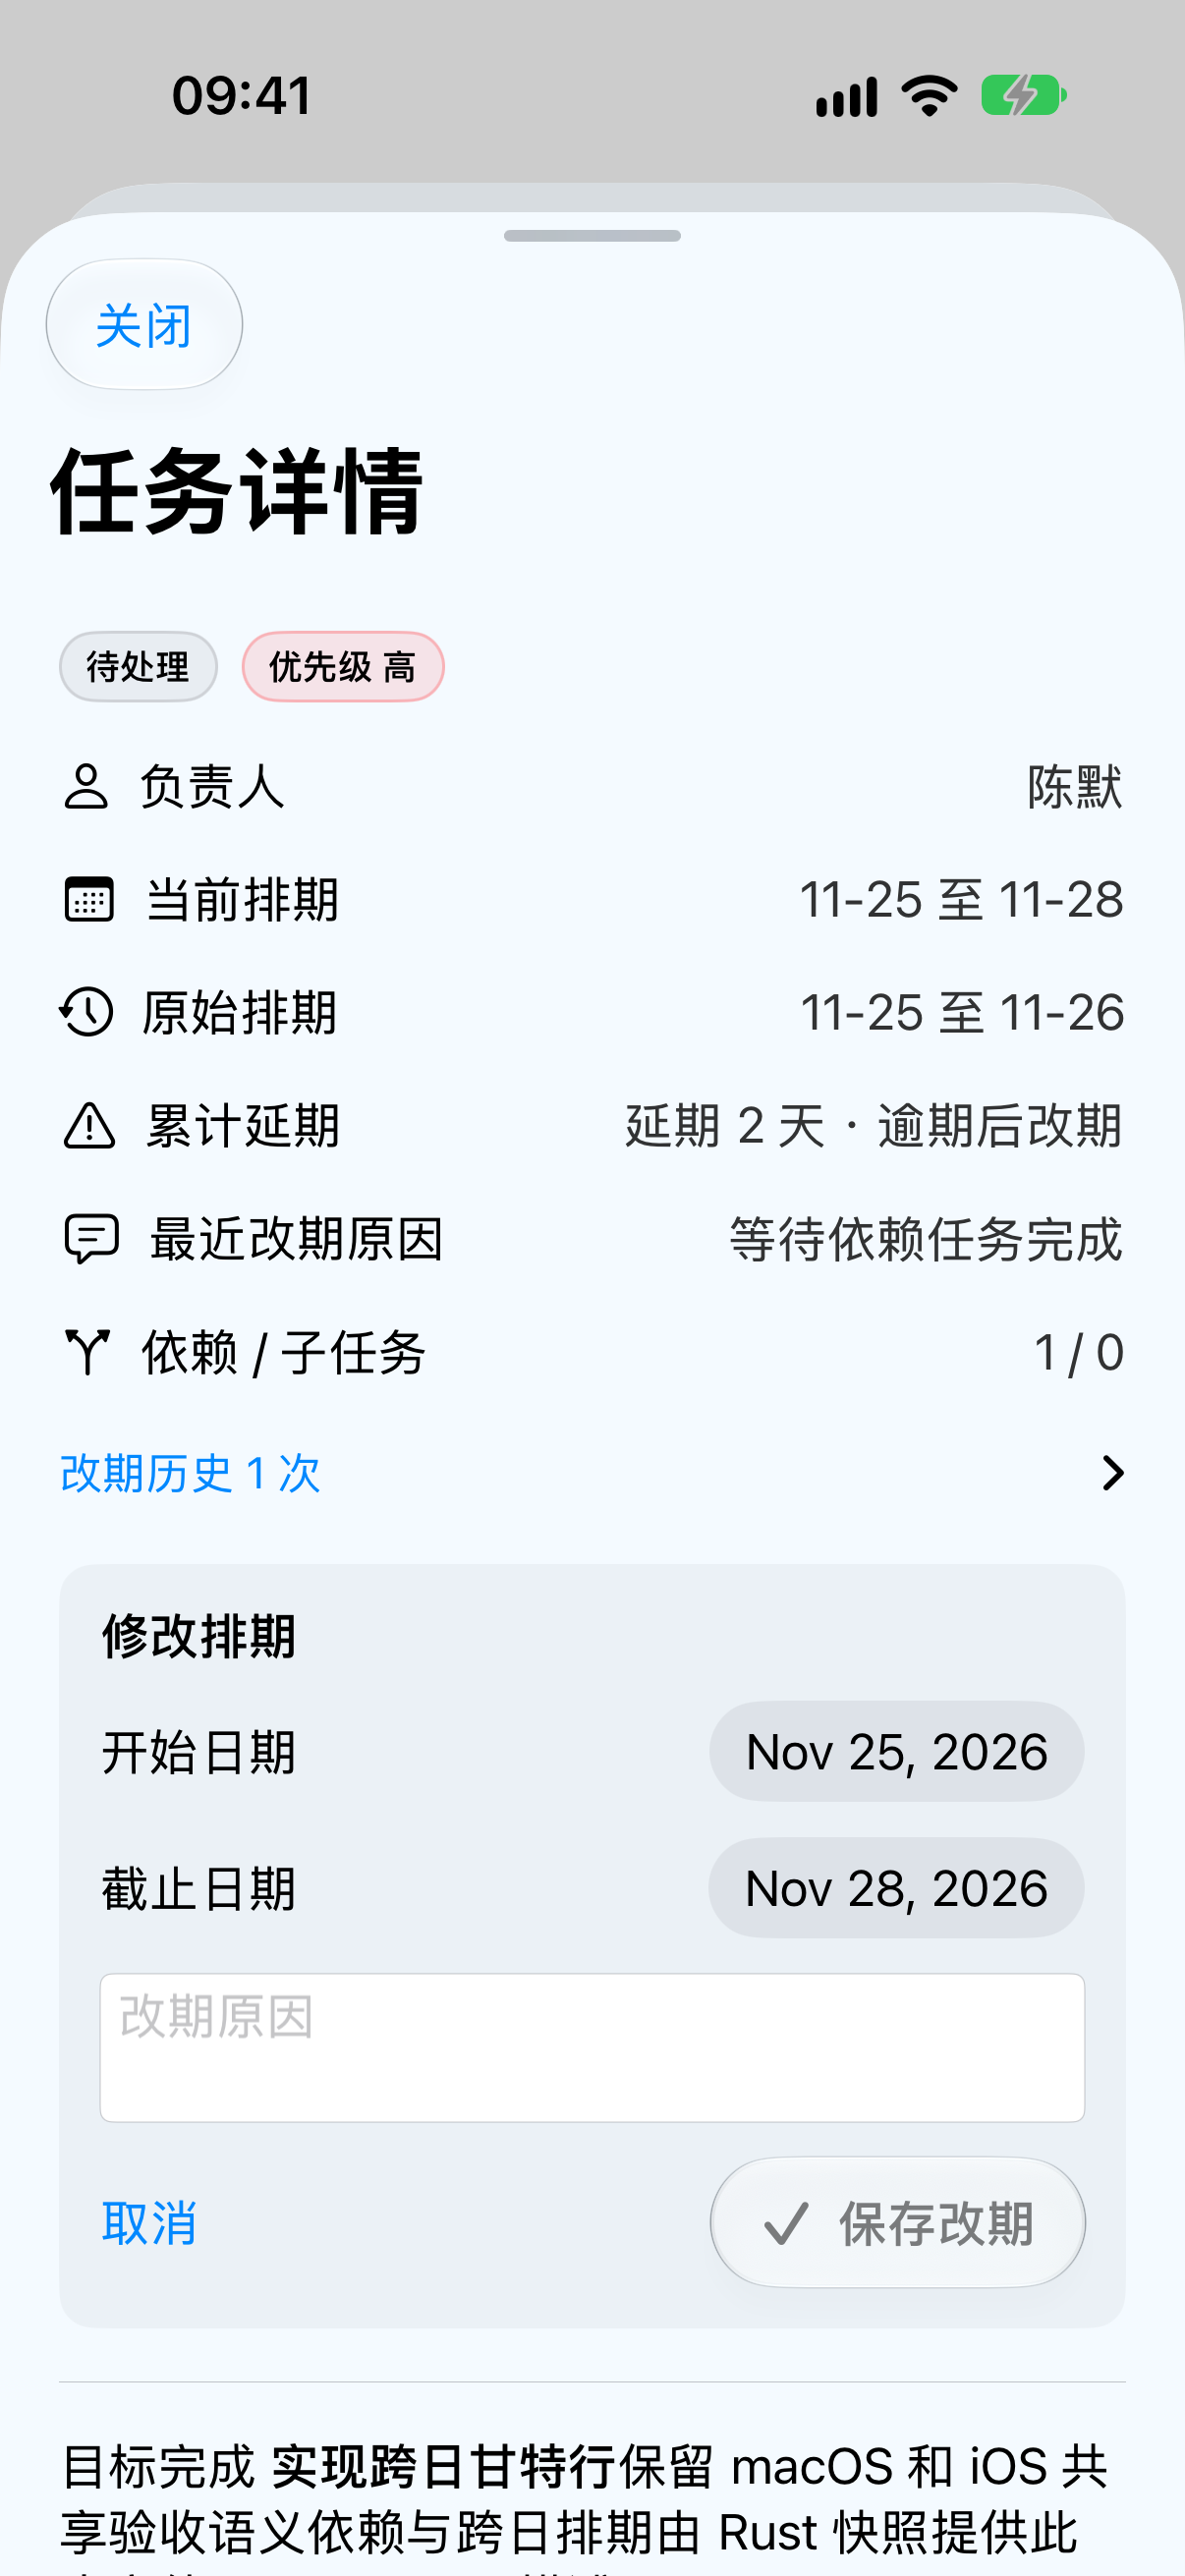 09:41
关闭
任务详情
待处理 优先级 高
负责人 陈默
当前排期 11-25 至 11-28
原始排期 11-25 至 11-26
累计延期 延期 2 天 · 逾期后改期
最近改期原因 等待依赖任务完成
依赖 / 子任务 1 / 0
改期历史 1 次
修改排期
开始日期 Nov 25, 2026
截止日期 Nov 28, 2026
改期原因
取消 保存改期
目标完成 实现跨日甘特行保留 macOS 和 iOS 共
享验收语义依赖与跨日排期由 Rust 快照提供此